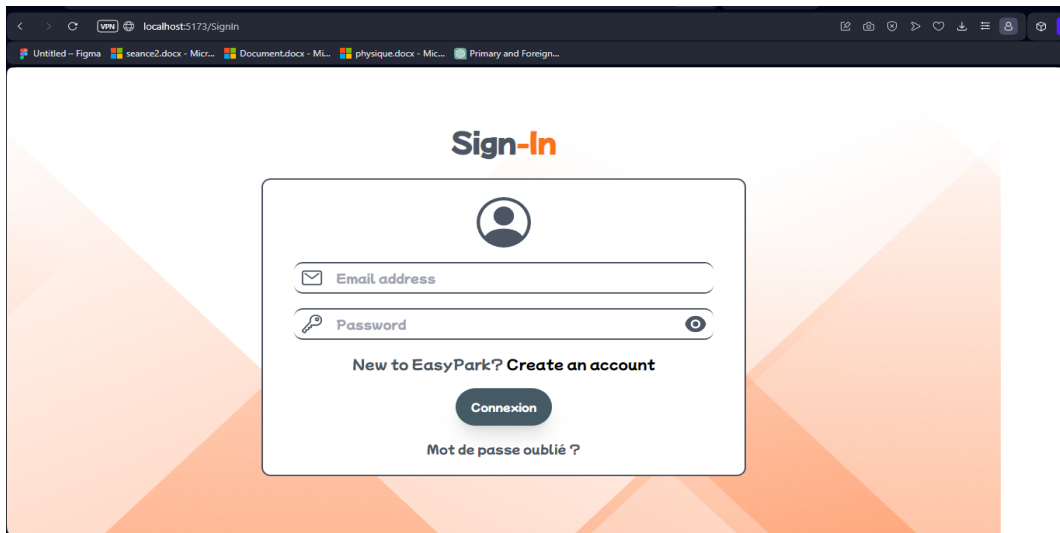 VPN localhost:5173/SignIn
Untitled – Figma seance2.docx - Micr... Document.docx - Mi... physique.docx - Mic... Primary and Foreign...
Sign-In
Email address
Password
New to EasyPark? Create an account
Connexion
Mot de passe oublié ?